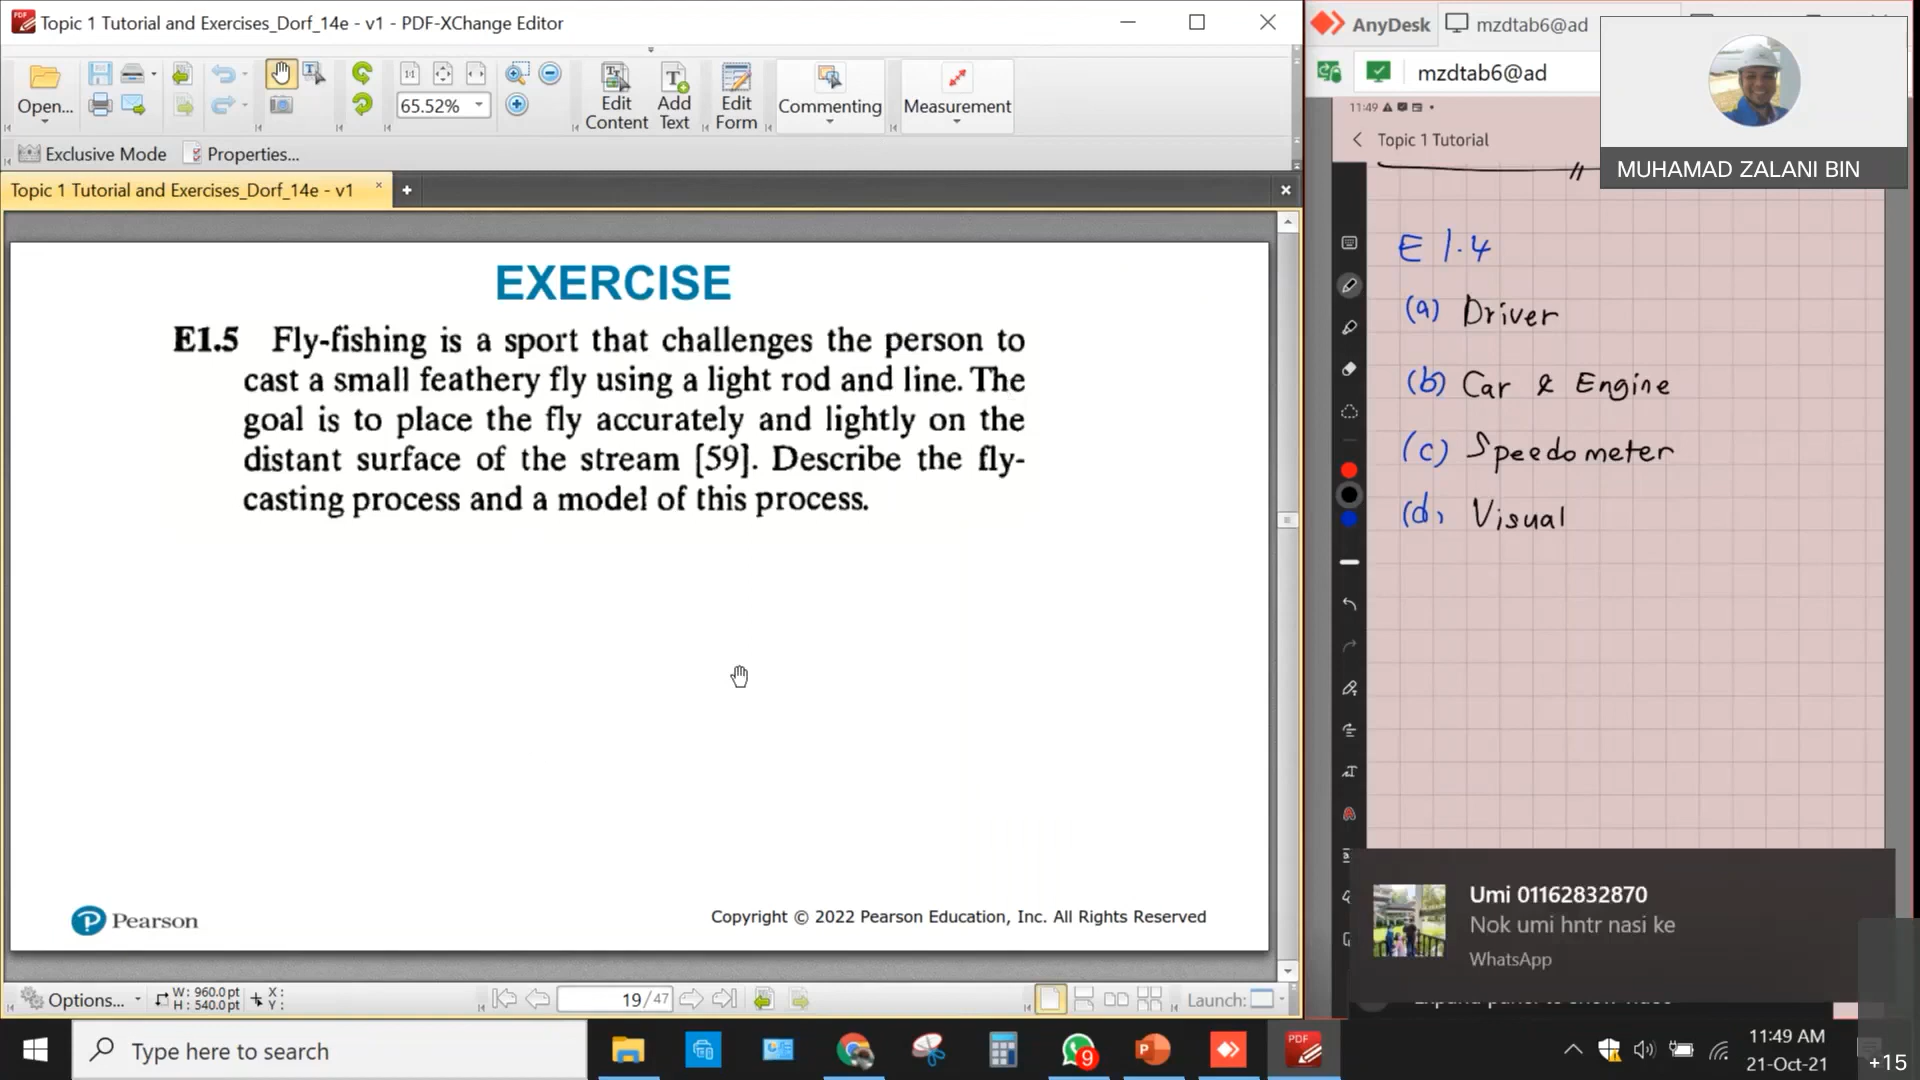 Topic 1 Tutorial and Exercises_Dorf_14e - v1 - PDF-XChange Editor
Open...
65.52%
Edit Content
Add Text
Edit Form
Commenting
Measurement
Exclusive Mode
Properties...
Topic 1 Tutorial and Exercises_Dorf_14e - v1
EXERCISE
E1.5 Fly-fishing is a sport that challenges the person to
cast a small feathery fly using a light rod and line. The
goal is to place the fly accurately and lightly on the
distant surface of the stream [59]. Describe the fly-
casting process and a model of this process.
Pearson
Copyright © 2022 Pearson Education, Inc. All Rights Reserved
Options...
W: 960.0 pt
H: 540.0 pt
X:
Y:
19 / 47
Launch:
AnyDesk
mzdtab6@ad
mzdtab6@ad
MUHAMAD ZALANI BIN
11:49
Topic 1 Tutorial
E 1.4
(a) Driver
(b) Car & Engine
(c) Speedometer
(d) Visual
Umi 01162832870
Nok umi hntr nasi ke
WhatsApp
Type here to search
9
PDF
11:49 AM
21-Oct-21
+15